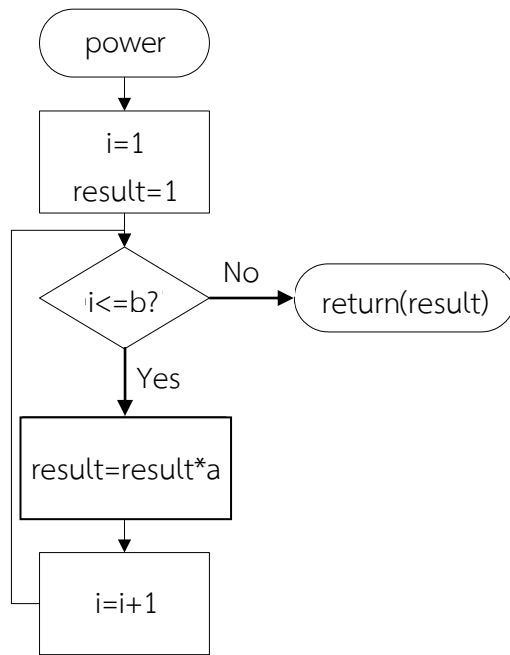 power
i=1
result=1
i<=b?
No
return(result)
Yes
result=result*a
i=i+1